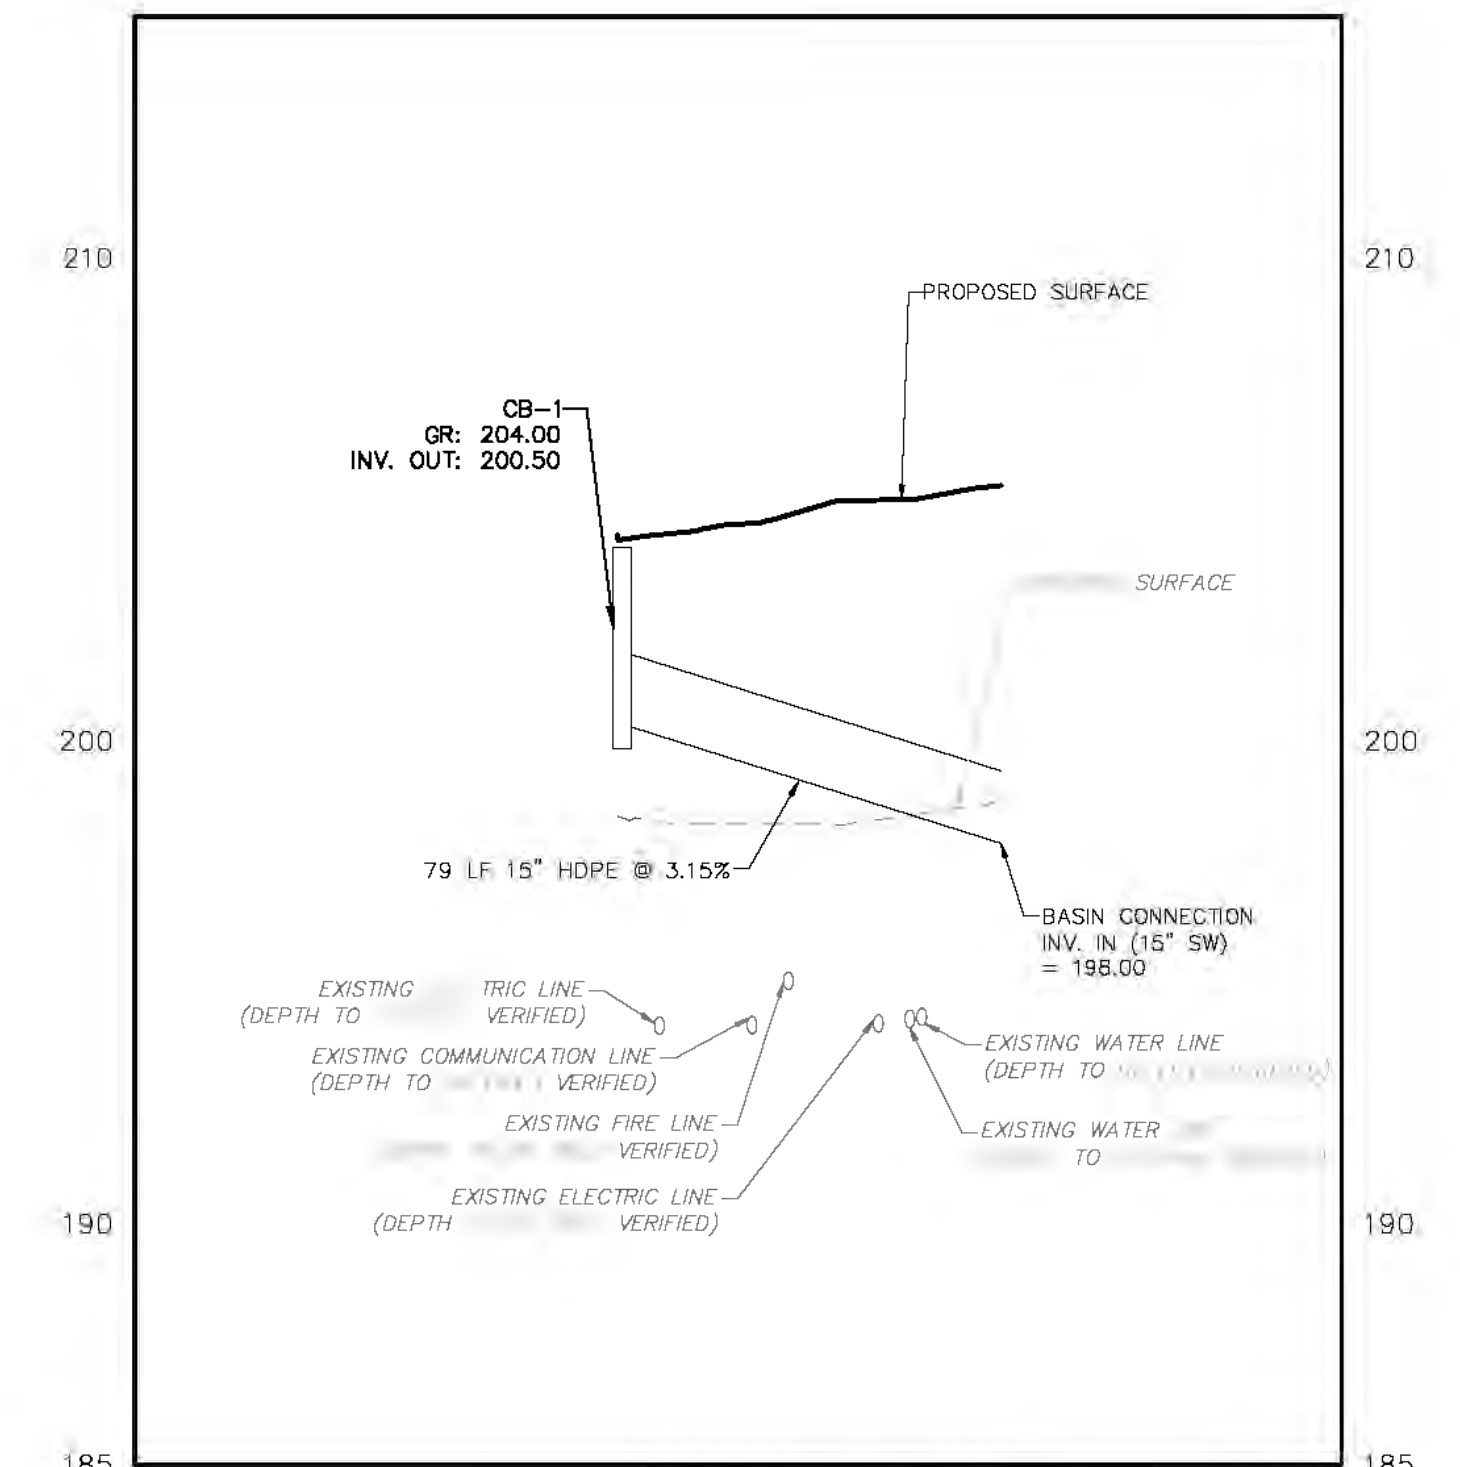 210
210
PROPOSED SURFACE
CB-1
GR: 204.00
INV. OUT: 200.50
SURFACE
200
200
79 LF 15" HDPE @ 3.15%
BASIN CONNECTION
INV. IN (15" SW)
= 198.00
EXISTING TRIC LINE
(DEPTH TO VERIFIED)
EXISTING COMMUNICATION LINE
(DEPTH TO VERIFIED)
EXISTING WATER LINE
(DEPTH TO
EXISTING FIRE LINE
VERIFIED)
EXISTING WATER
TO
EXISTING ELECTRIC LINE
(DEPTH VERIFIED)
190
190
185
185